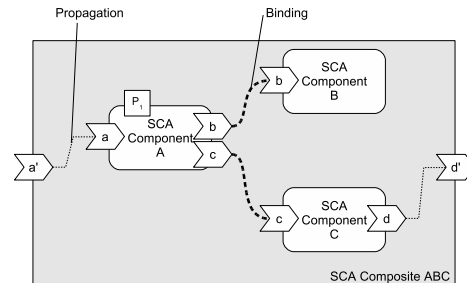 Propagation
Binding
SCA
Component
B
b
P1
a
SCA
Component
A
b
c
a'
d'
c
SCA
Component
C
d
SCA Composite ABC